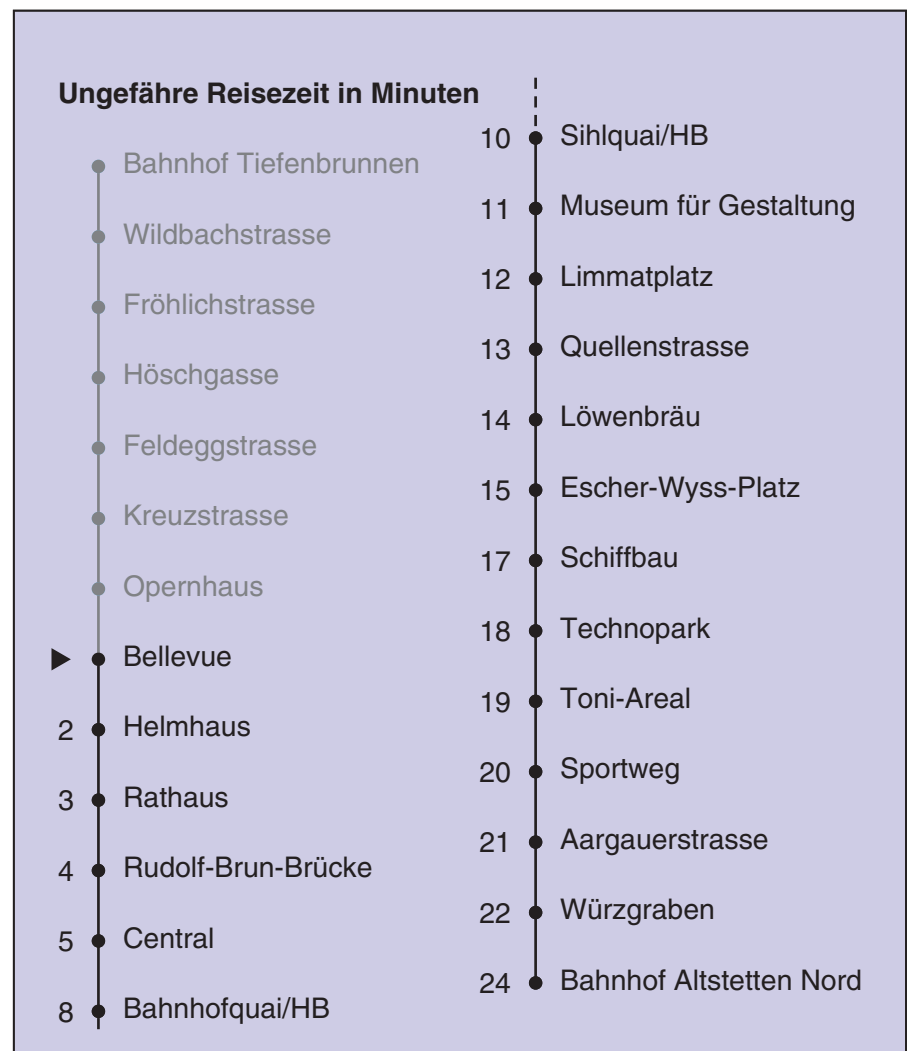 Ungefähre Reisezeit in Minuten
Bahnhof Tiefenbrunnen
Wildbachstrasse
Fröhlichstrasse
Höschgasse
Feldeggstrasse
Kreuzstrasse
Opernhaus
Bellevue
2 Helmhaus
3 Rathaus
4 Rudolf-Brun-Brücke
5 Central
8 Bahnhofquai/HB
10 Sihlquai/HB
11 Museum für Gestaltung
12 Limmatplatz
13 Quellenstrasse
14 Löwenbräu
15 Escher-Wyss-Platz
17 Schiffbau
18 Technopark
19 Toni-Areal
20 Sportweg
21 Aargauerstrasse
22 Würzgraben
24 Bahnhof Altstetten Nord